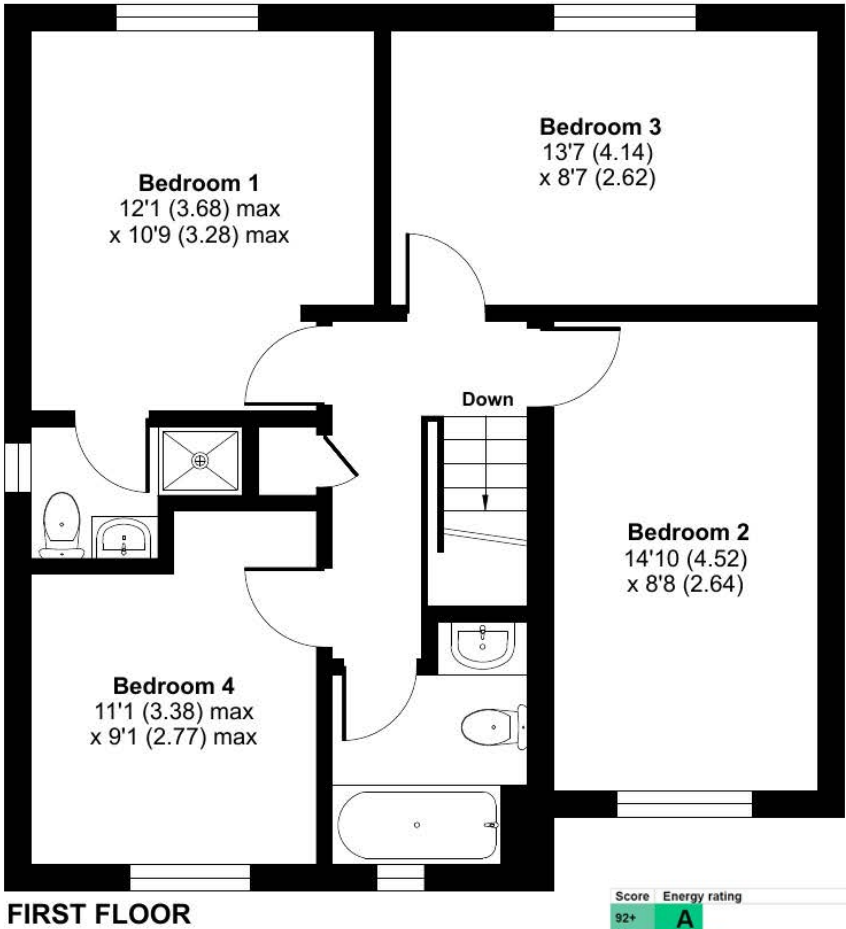 Bedroom 1
12'1 (3.68) max
x 10'9 (3.28) max
Bedroom 3
13'7 (4.14)
x 8'7 (2.62)
Down
Bedroom 2
14'10 (4.52)
x 8'8 (2.64)
Bedroom 4
11'1 (3.38) max
x 9'1 (2.77) max
FIRST FLOOR
Score Energy rating
92+ A